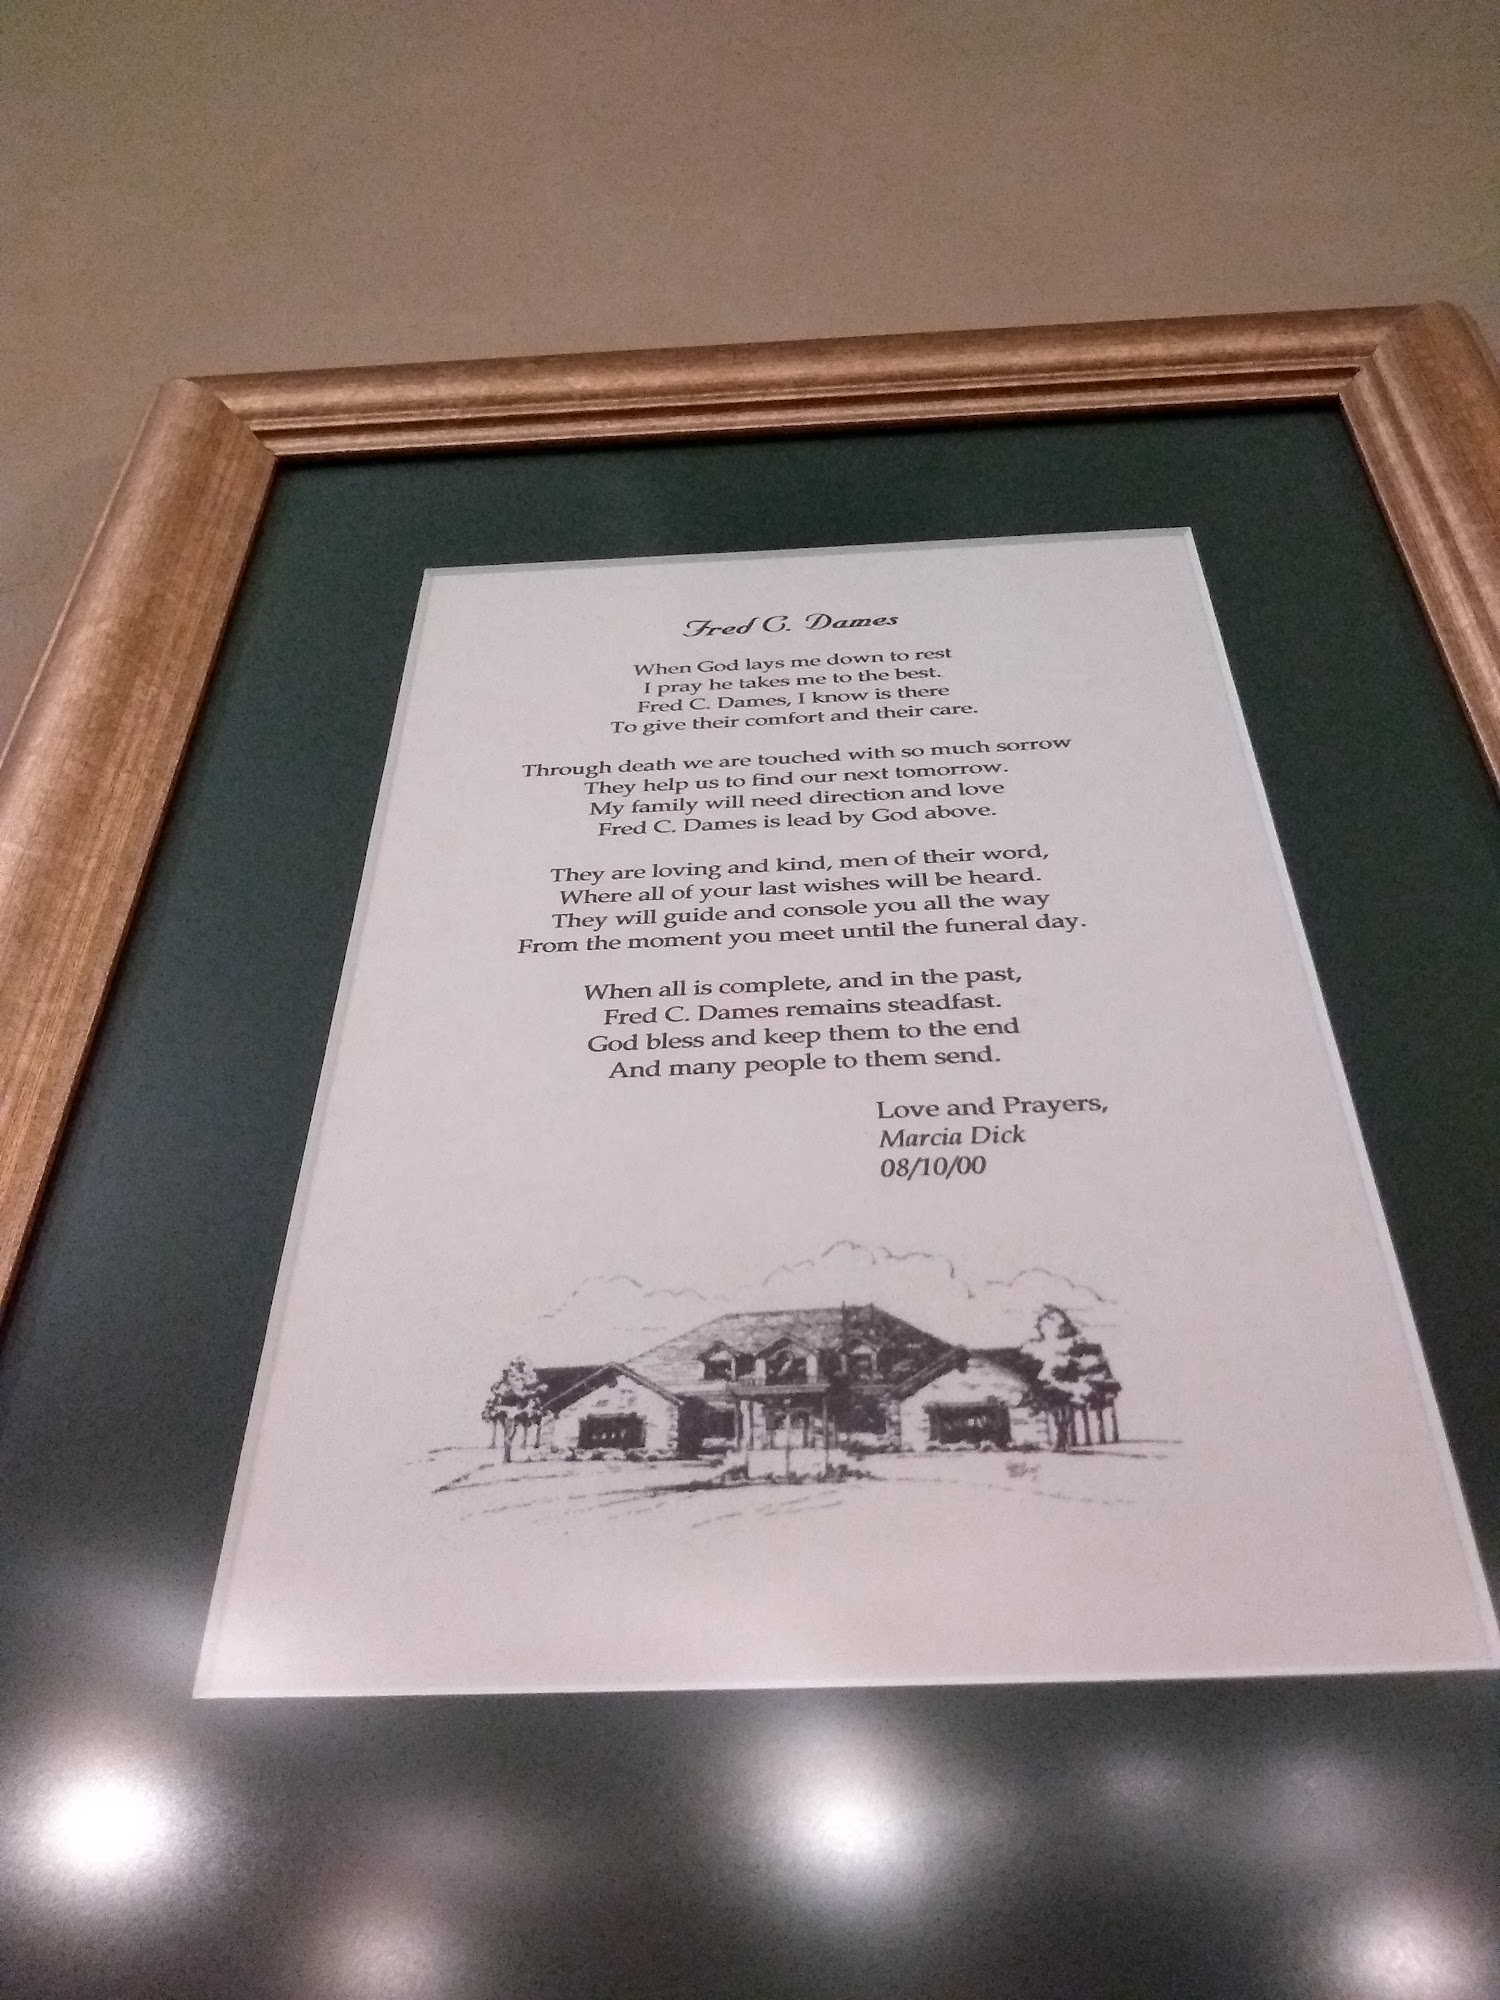 Fred C. Dames
When God lays me down to rest
I pray he takes me to the best.
Fred C. Dames, I know is there
To give their comfort and their care.
Through death we are touched with so much sorrow
They help us to find our next tomorrow.
My family will need direction and love
Fred C. Dames is lead by God above.
They are loving and kind, men of their word,
Where all of your last wishes will be heard.
They will guide and console you all the way
From the moment you meet until the funeral day.
When all is complete, and in the past,
Fred C. Dames remains steadfast.
God bless and keep them to the end
And many people to them send.
Love and Prayers,
Marcia Dick
08/10/00